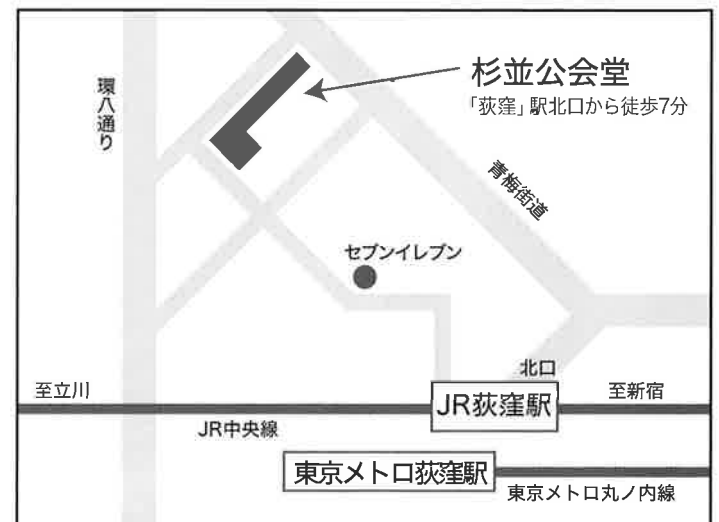 環八通り
杉並公会堂
「荻窪」駅北口から徒歩7分
青梅街道
セブンイレブン
北口
至立川
JR荻窪駅
至新宿
JR中央線
東京メトロ荻窪駅
東京メトロ丸ノ内線